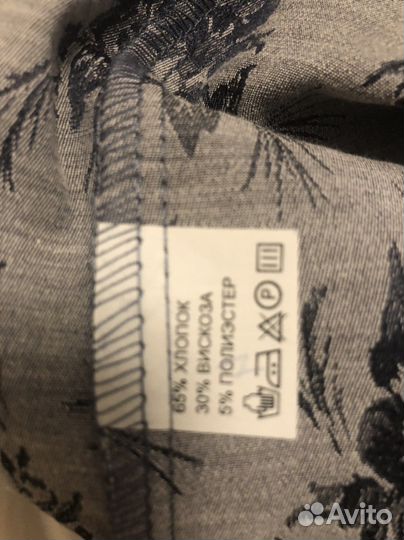 65% ХЛОПОК
30% ВИСКОЗА
5% ПОЛИЭСТЕР
P
Avito